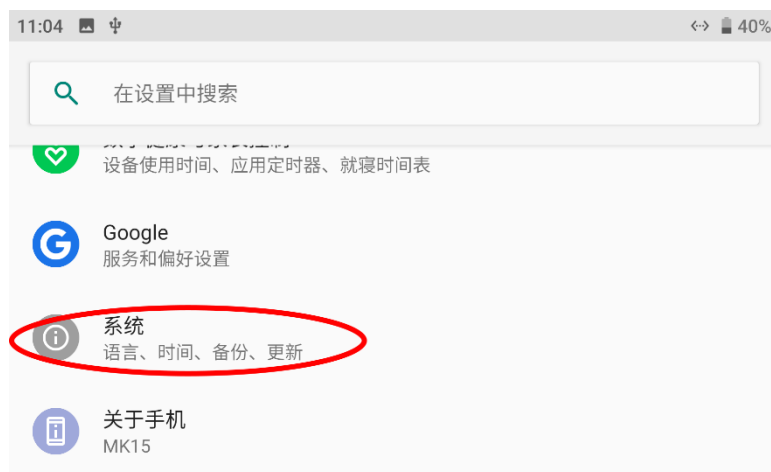 11:04
40%
在设置中搜索
设备使用时间、应用定时器、就寝时间表
Google
服务和偏好设置
系统
语言、时间、备份、更新
关于手机
MK15